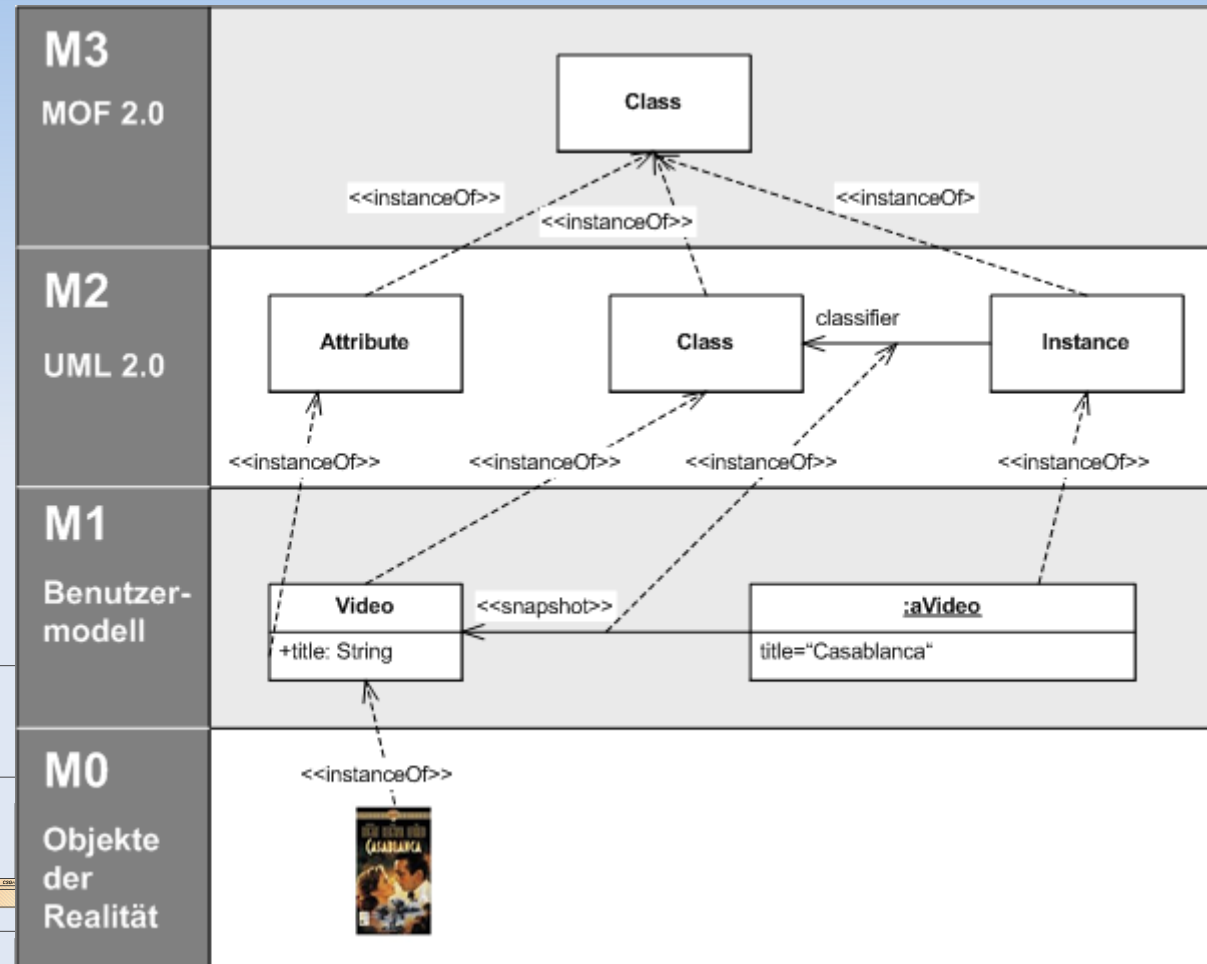 M3
MOF 2.0
Class
<<instanceOf>>
<<instanceOf>>
<<instanceOf>
M2
UML 2.0
Attribute
Class
classifier
Instance
<<instanceOf>>
<<instanceOf>>
<<instanceOf>>
<<instanceOf>>
M1
Benutzer-
modell
Video
+title: String
<<snapshot>>
:aVideo
title="Casablanca“
M0
Objekte
der
Realität
<<instanceOf>>
CASABLANCA